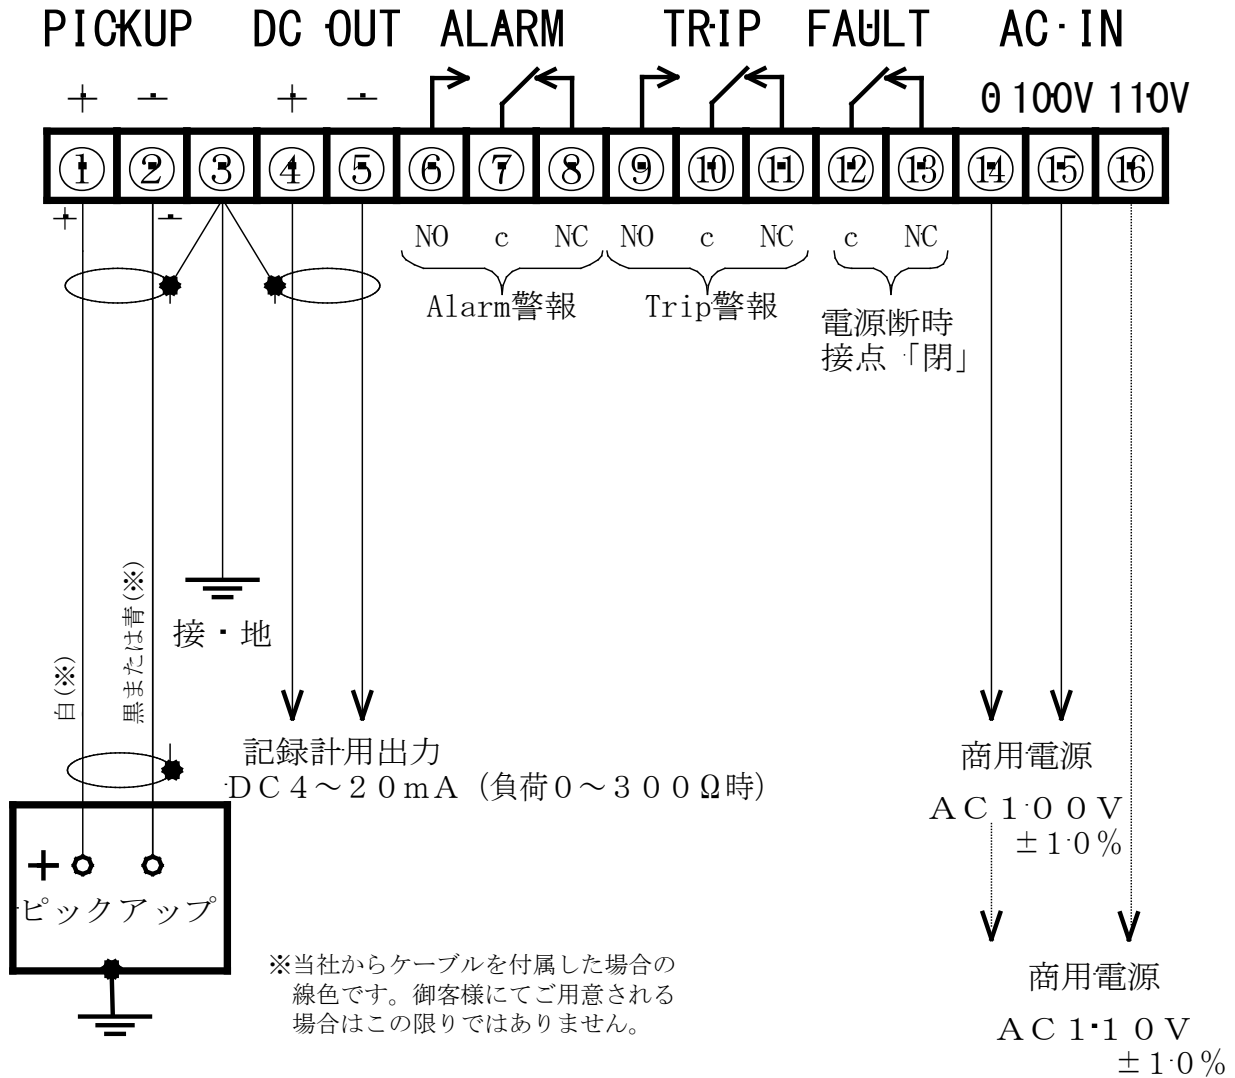 PICKUP DC OUT ALARM TRIP FAULT AC IN
+ − + − 0 100V 110V
① ② ③ ④ ⑤ ⑥ ⑦ ⑧ ⑨ ⑩ ⑪ ⑫ ⑬ ⑭ ⑮ ⑯
+ −
NO c NC NO c NC c NC
Alarm警報 Trip警報
電源断時
接点「閉」
接・地
白(※)
黒または青(※)
記録計用出力
DC4~20mA(負荷0~300Ω時)
商用電源
AC100V
±10%
+
ピックアップ
※当社からケーブルを付属した場合の
線色です。御客様にてご用意される
場合はこの限りではありません。
商用電源
AC110V
±10%